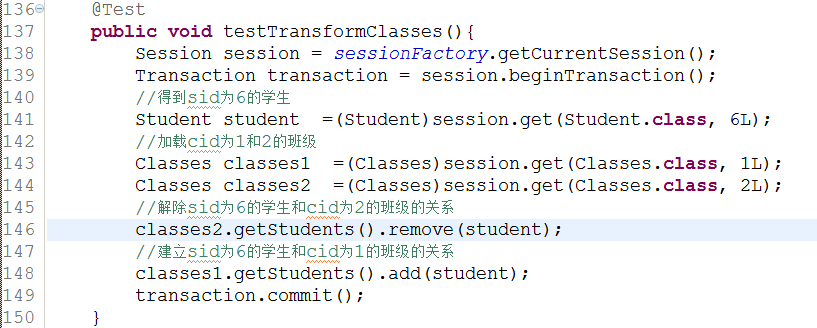 136 @Test
137 public void testTransformClasses(){
138 Session session = sessionFactory.getCurrentSession();
139 Transaction transaction = session.beginTransaction();
140 //得到sid为6的学生
141 Student student  =(Student)session.get(Student.class, 6L);
142 //加载cid为1和2的班级
143 Classes classes1  =(Classes)session.get(Classes.class, 1L);
144 Classes classes2  =(Classes)session.get(Classes.class, 2L);
145 //解除sid为6的学生和cid为2的班级的关系
146 classes2.getStudents().remove(student);
147 //建立sid为6的学生和cid为1的班级的关系
148 classes1.getStudents().add(student);
149 transaction.commit();
150 }